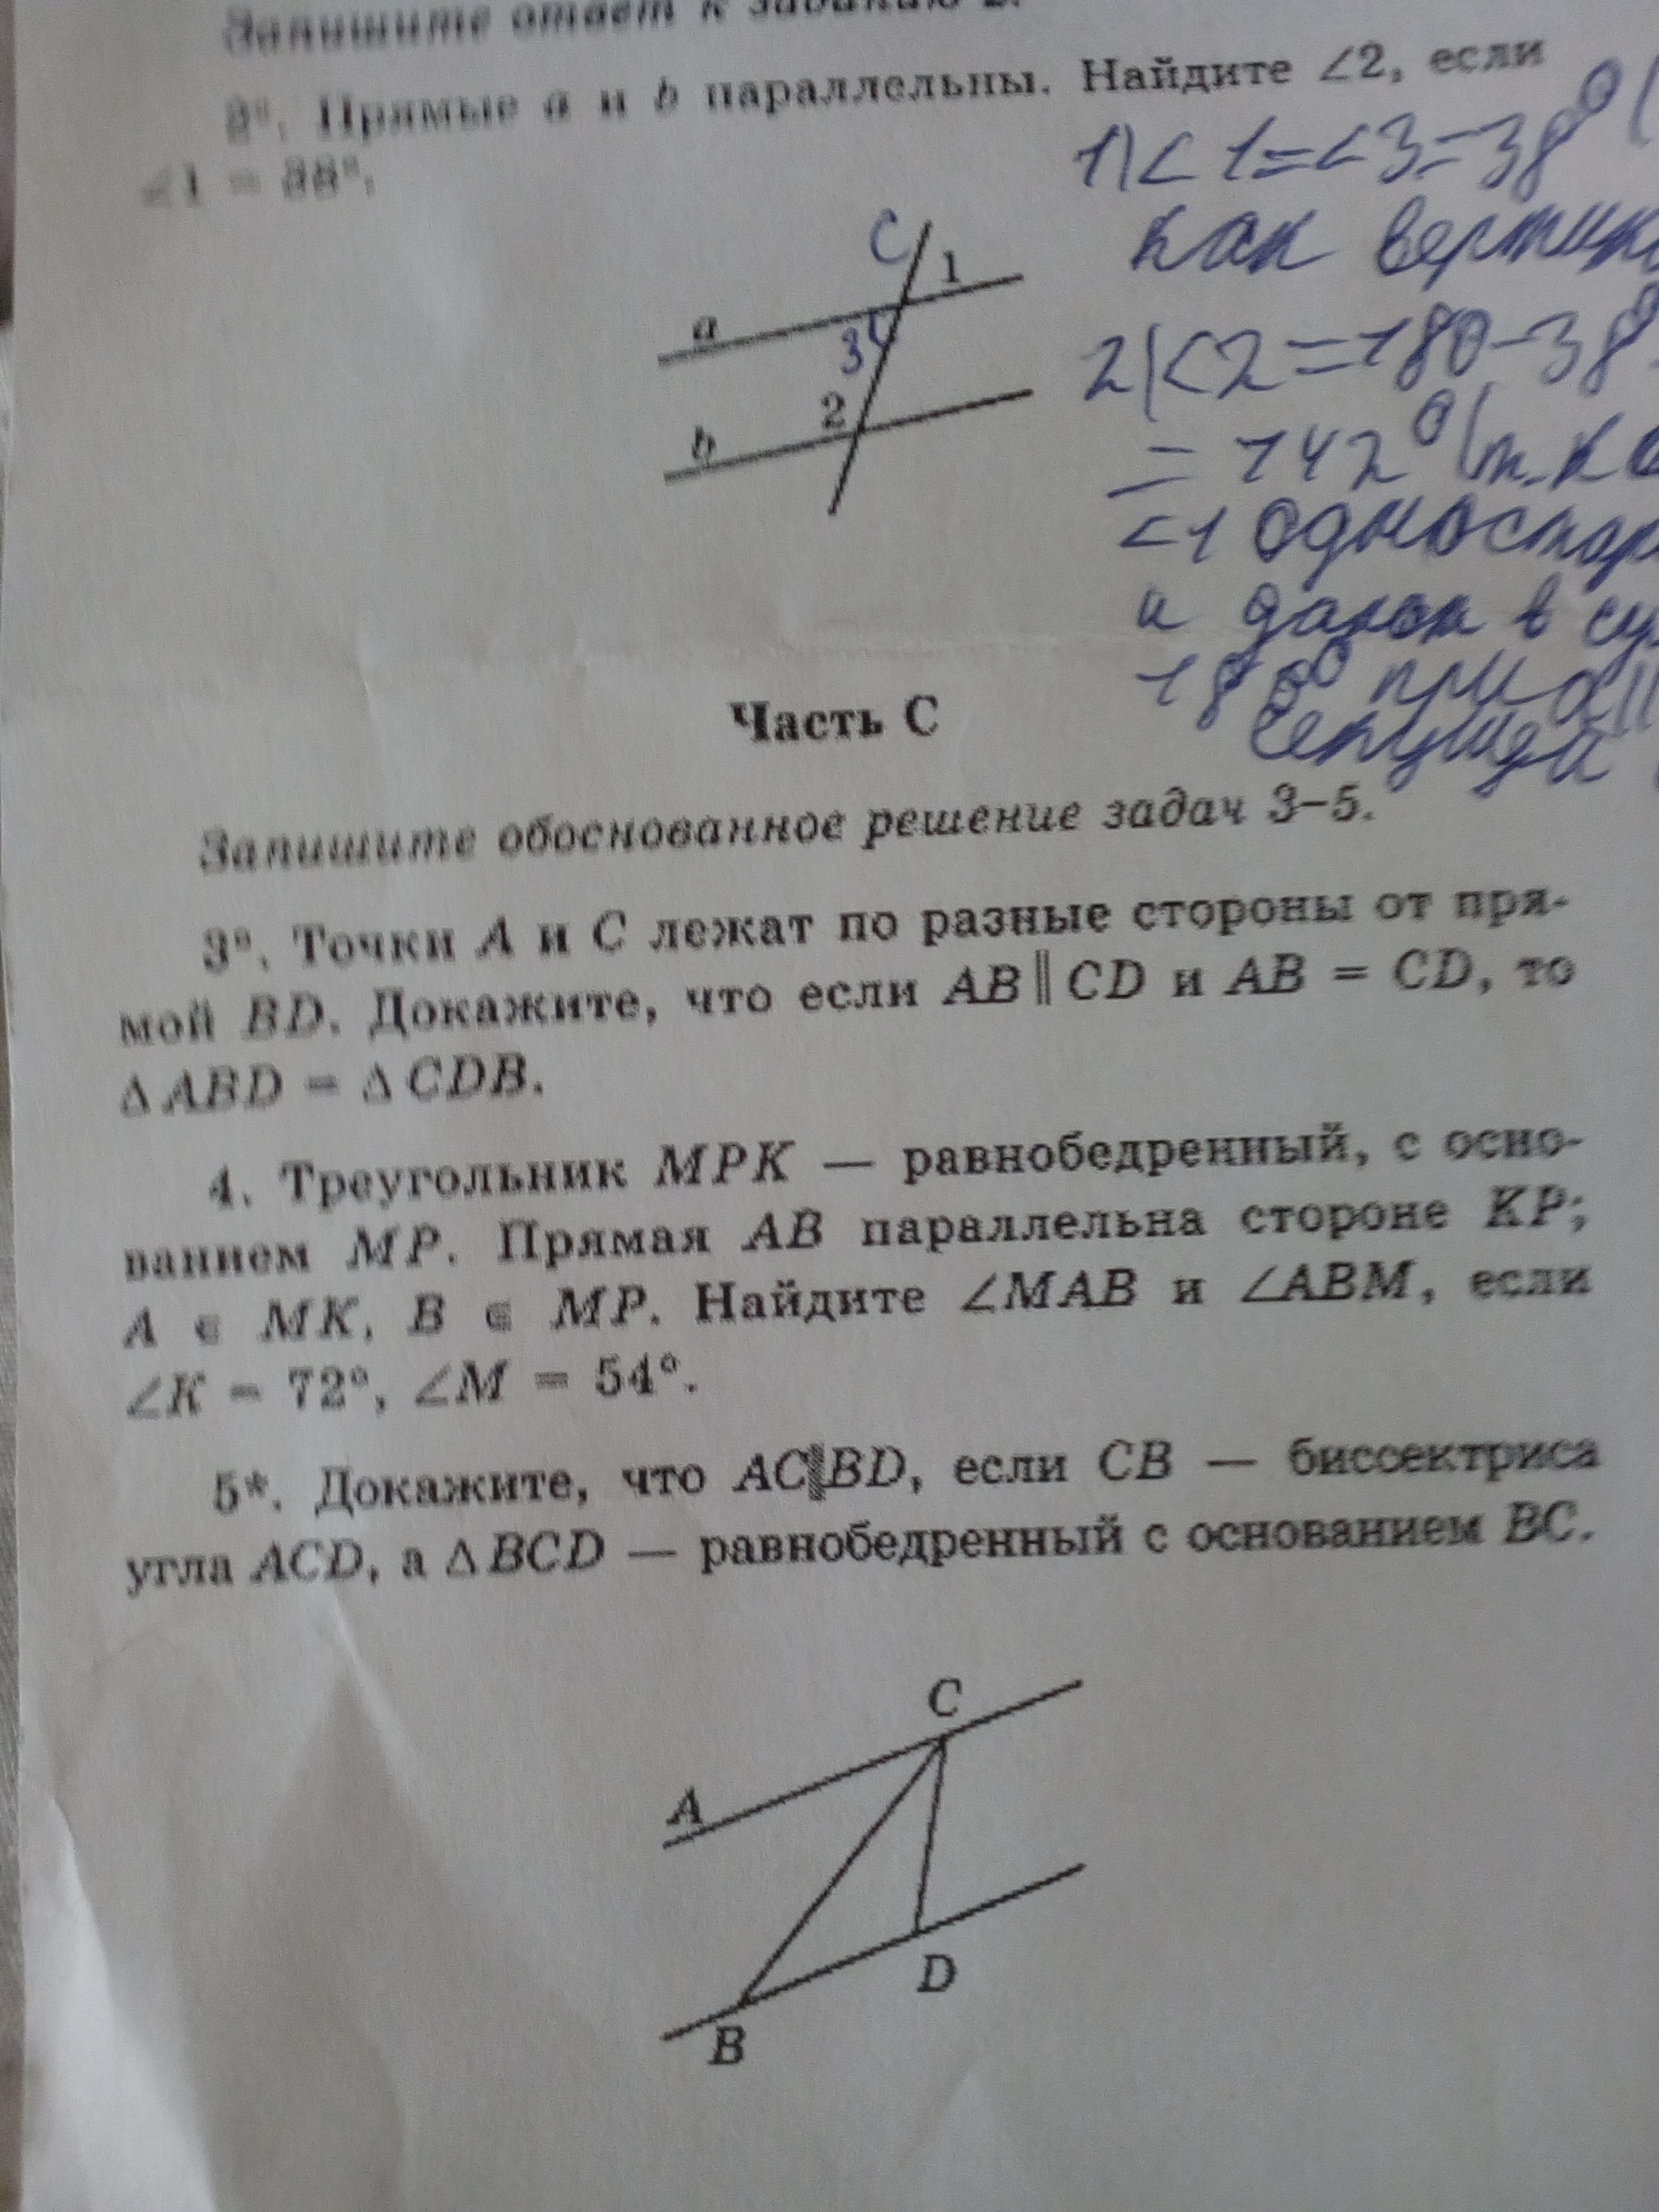 Запишите ответ к заданию 2.
2°. Прямые a и b параллельны. Найдите ∠2, если
∠1 = 38°.
1) <1=<3=38° (
как
2) <2=180-38°
= 142° (т.к
<1
и в
180° при a||
секущей
C
1
a
3
2
b
Часть С
Запишите обоснованное решение задач 3–5.
3°. Точки A и C лежат по разные стороны от пря-
мой BD. Докажите, что если AB ∥ CD и AB = CD, то
△ABD = △CDB.
4. Треугольник MPK — равнобедренный, с осно-
ванием MP. Прямая AB параллельна стороне KP;
A ∈ MK, B ∈ MP. Найдите ∠MAB и ∠ABM, если
∠K = 72°, ∠M = 54°.
5*. Докажите, что AC∥BD, если CB — биссектриса
угла ACD, а △BCD — равнобедренный с основанием BC.
C
A
D
B